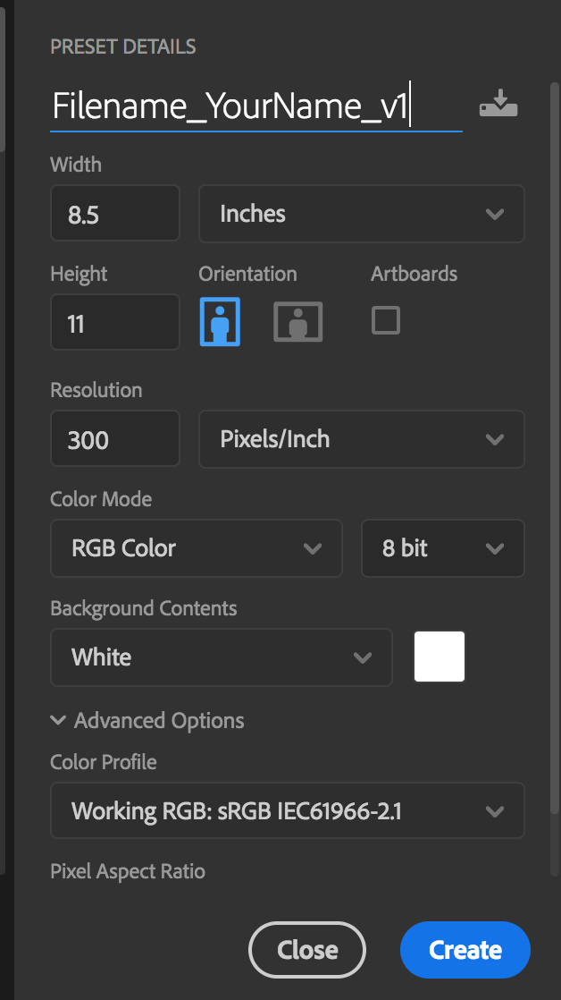 PRESET DETAILS
Filename_YourName_v1
Width
8.5 Inches
Height Orientation Artboards
11
Resolution
300 Pixels/Inch
Color Mode
RGB Color 8 bit
Background Contents
White
Advanced Options
Color Profile
Working RGB: sRGB IEC61966-2.1
Pixel Aspect Ratio
Close Create